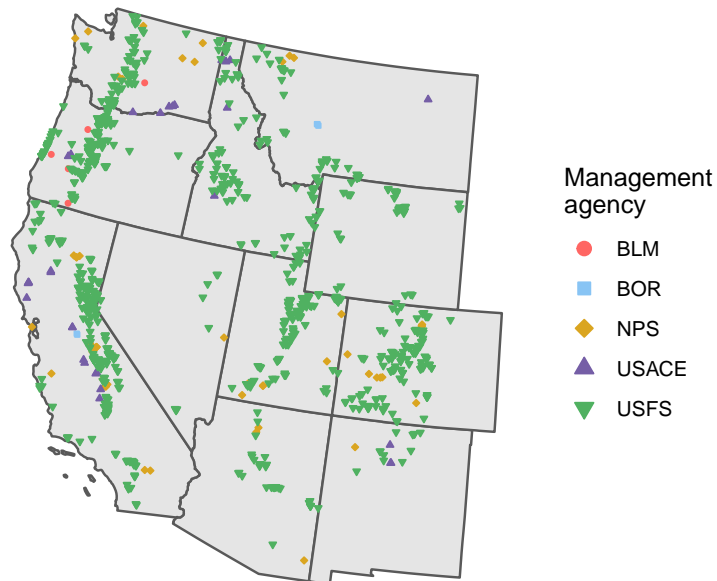 Management
agency
BLM
BOR
NPS
USACE
USFS